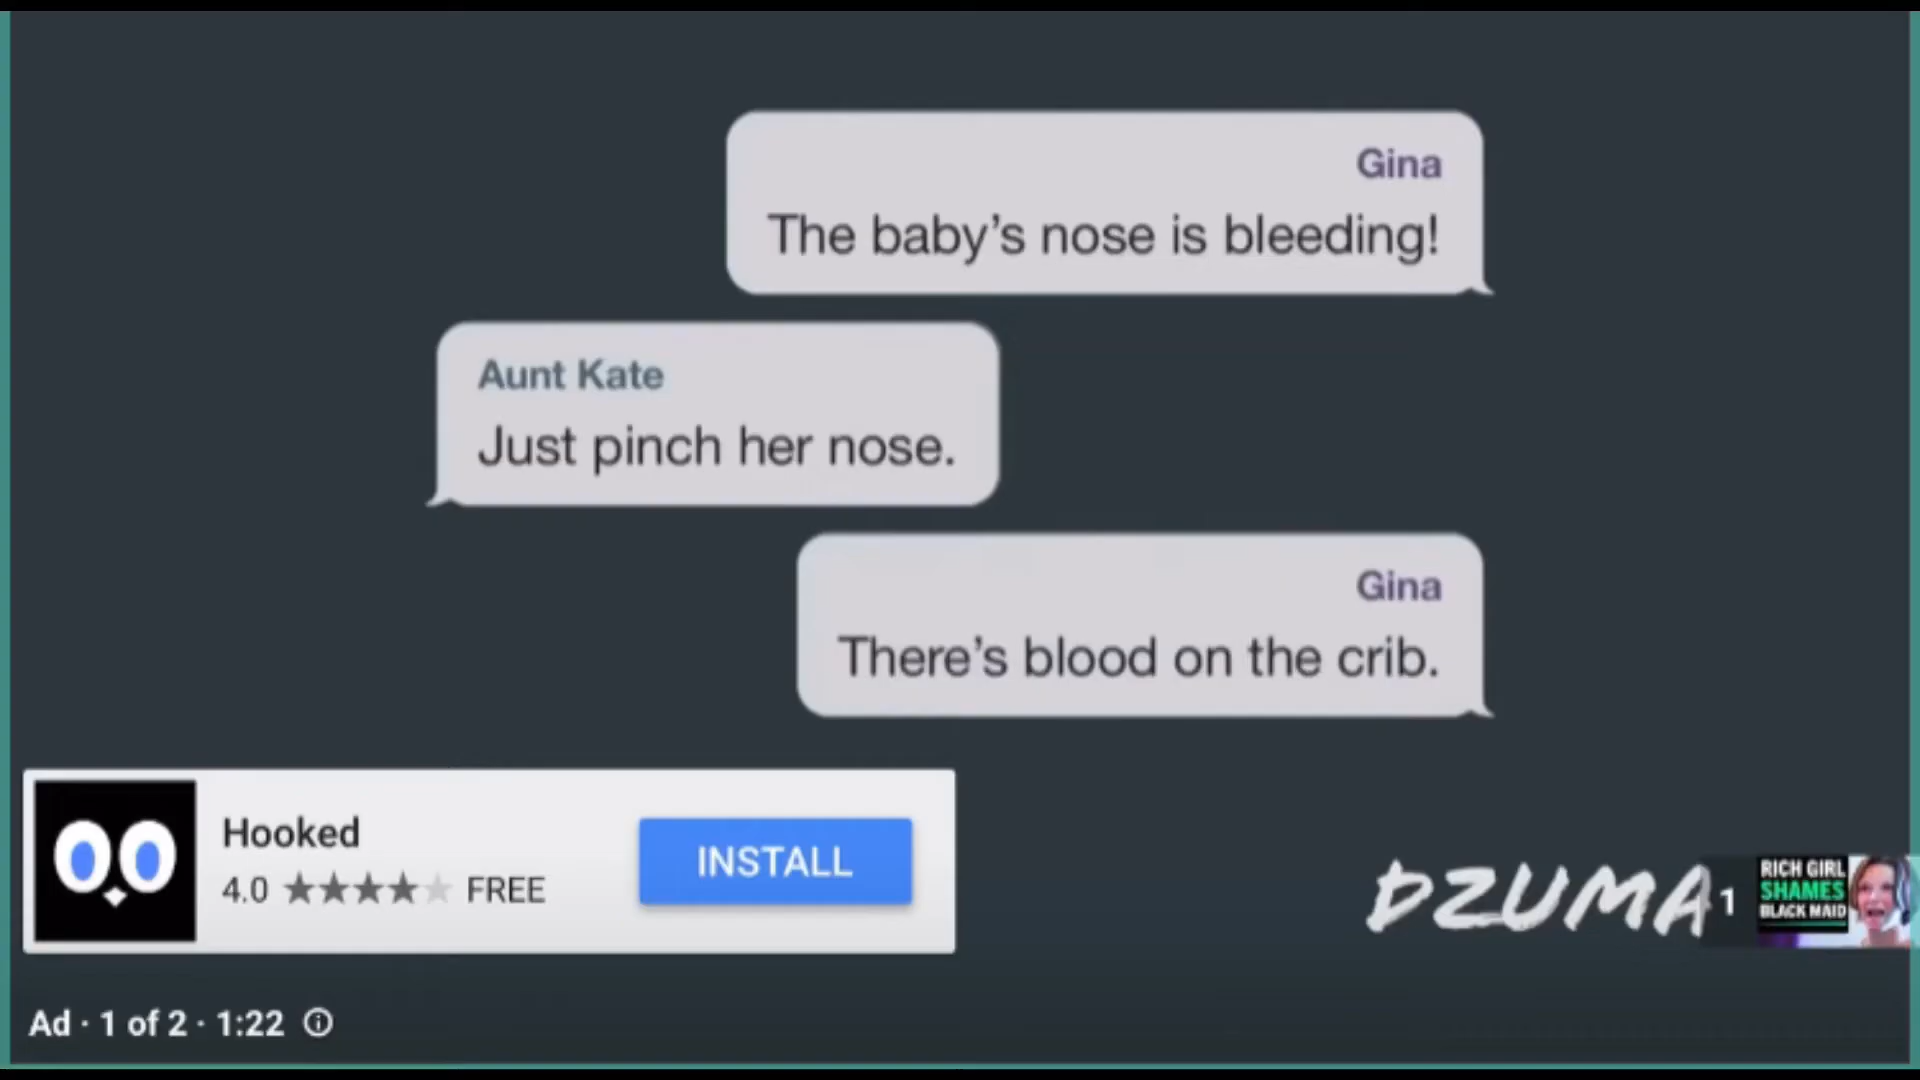 Gina
The baby's nose is bleeding!
Aunt Kate
Just pinch her nose.
Gina
There's blood on the crib.
Hooked
4.0 ★★★★★ FREE
INSTALL
DZUMA
1
RICH GIRL
SHAMES
BLACK MAID
Ad · 1 of 2 · 1:22